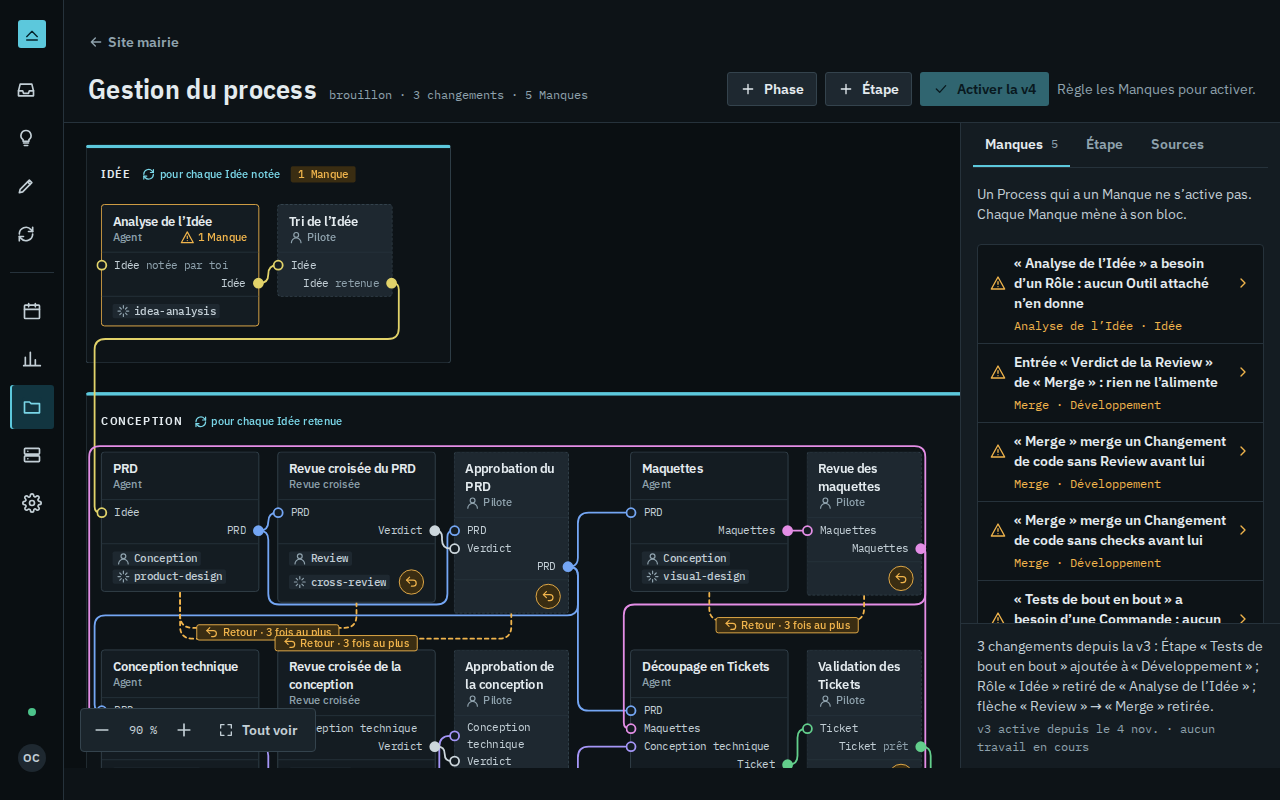 Site mairie
Gestion du process
brouillon · 3 changements · 5 Manques
Phase
Étape
Activer la v4
Règle les Manques pour activer.
IDÉE
pour chaque Idée notée
1 Manque
Analyse de l’Idée
Agent
1 Manque
Idée notée par toi
Idée
idea-analysis
Tri de l’Idée
Pilote
Idée
Idée retenue
CONCEPTION
pour chaque Idée retenue
PRD
Agent
Idée
PRD
Conception
product-design
Revue croisée du PRD
Revue croisée
PRD
Verdict
Review
cross-review
Approbation du
PRD
Pilote
PRD
Verdict
PRD
Maquettes
Agent
PRD
Maquettes
Conception
visual-design
Revue des
maquettes
Pilote
Maquettes
Maquettes
Retour · 3 fois au plus
Retour · 3 fois au plus
Retour · 3 fois au plus
Conception technique
Agent
Revue croisée de la
conception
Revue croisée
Verdict
Approbation de
la conception
Pilote
Conception
technique
Verdict
Découpage en Tickets
Agent
PRD
Maquettes
Conception technique
Ticket
Validation des
Tickets
Pilote
Ticket
Ticket prêt
90 %
Tout voir
OC
Manques 5
Étape
Sources
Un Process qui a un Manque ne s’active pas.
Chaque Manque mène à son bloc.
« Analyse de l’Idée » a besoin
d’un Rôle : aucun Outil attaché
n’en donne
Analyse de l’Idée · Idée
Entrée « Verdict de la Review »
de « Merge » : rien ne l’alimente
Merge · Développement
« Merge » merge un Changement
de code sans Review avant lui
Merge · Développement
« Merge » merge un Changement
de code sans checks avant lui
Merge · Développement
« Tests de bout en bout » a
besoin d’une Commande : aucun
3 changements depuis la v3 : Étape « Tests de
bout en bout » ajoutée à « Développement » ;
Rôle « Idée » retiré de « Analyse de l’Idée » ;
flèche « Review » → « Merge » retirée.
v3 active depuis le 4 nov. · aucun
travail en cours